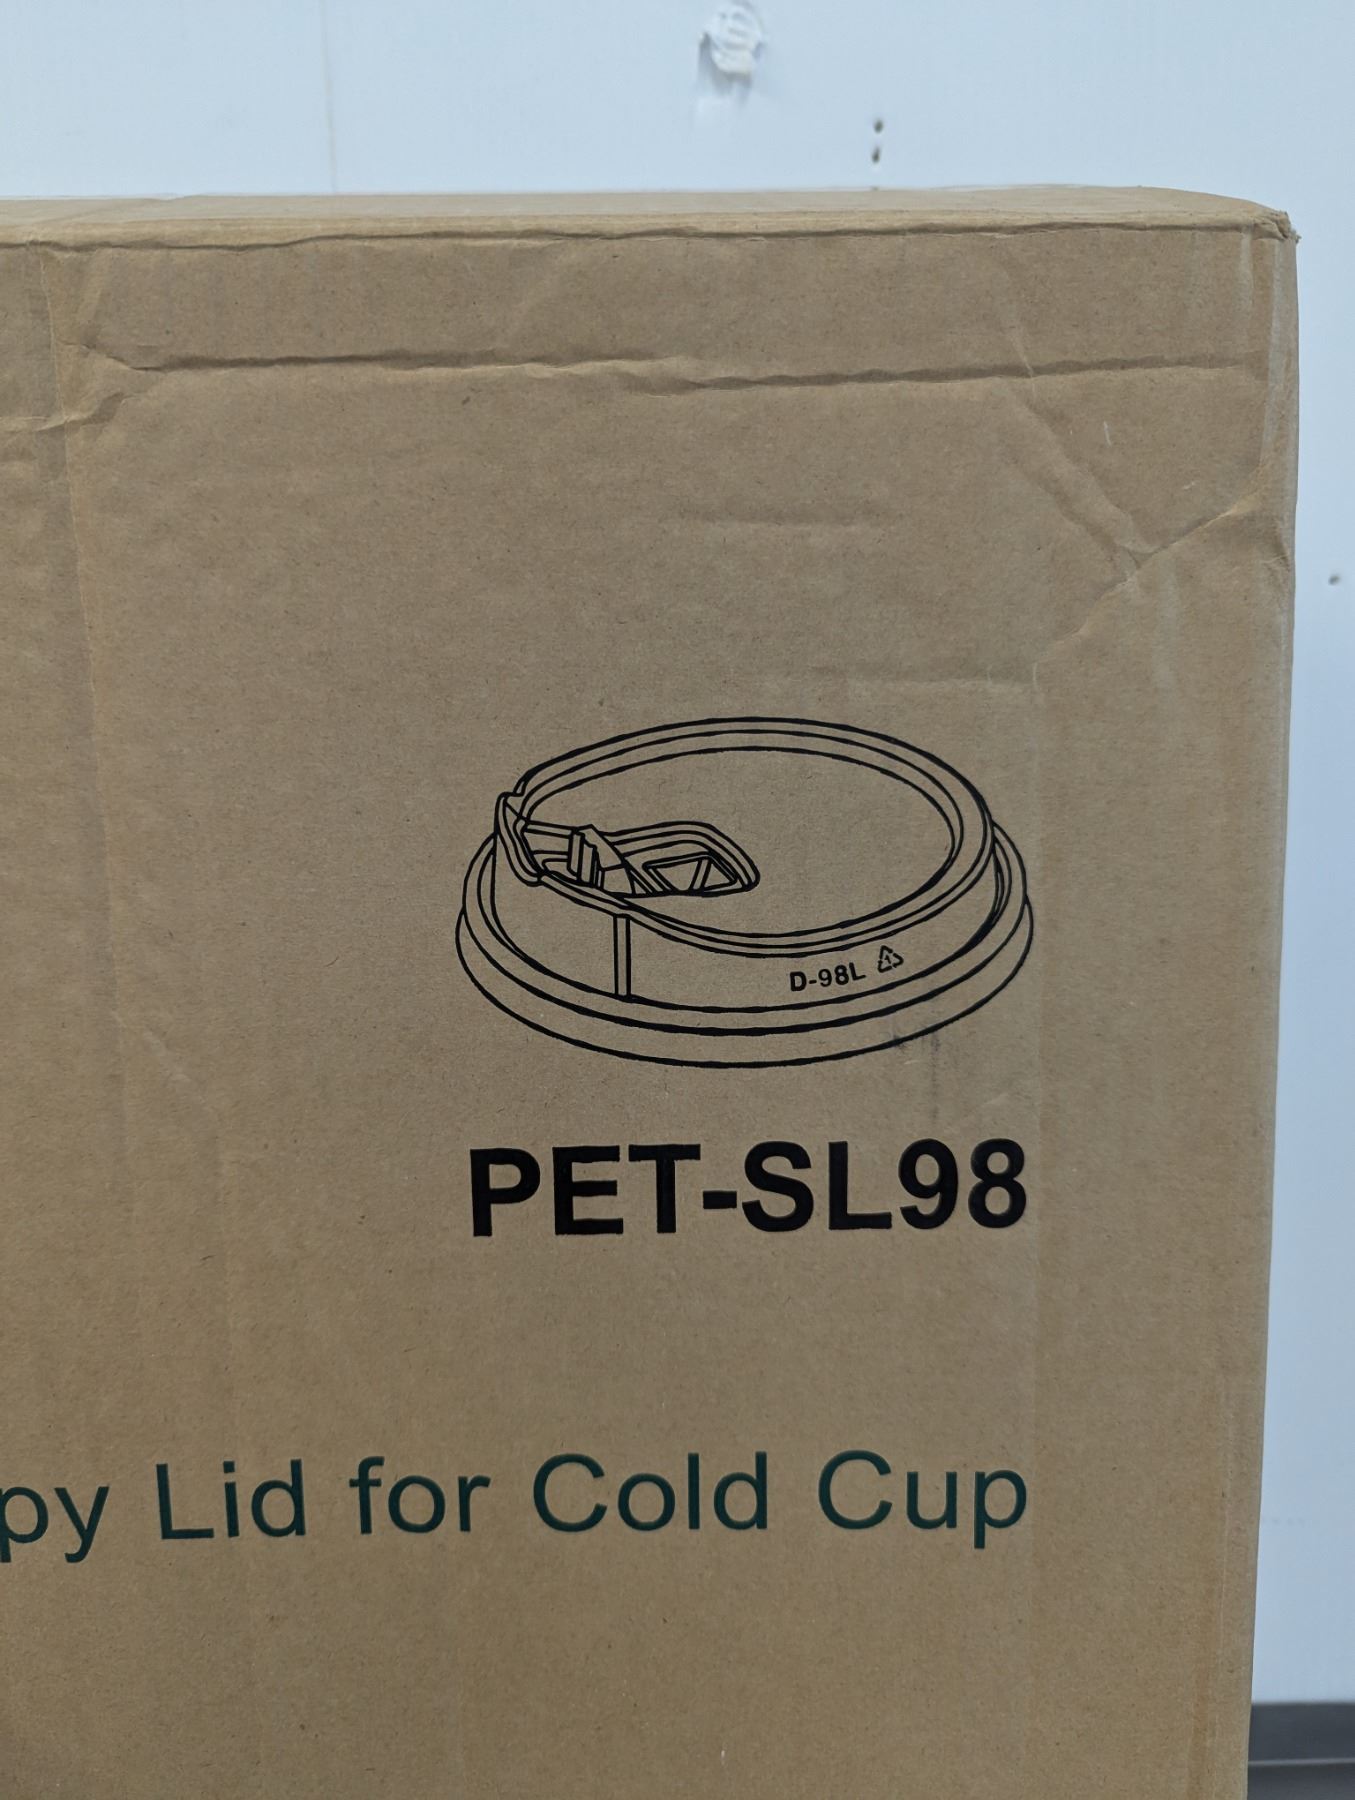 D-98L
PET-SL98
py Lid for Cold Cup